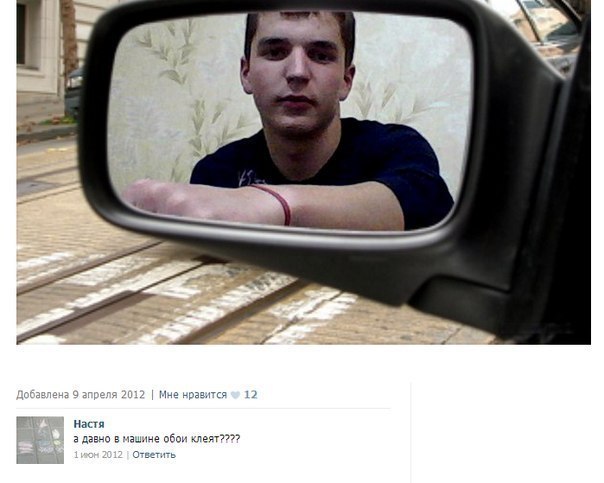 Добавлена 9 апреля 2012 | Мне нравится 12
Настя
а давно в машине обои клеят????
1 июн 2012 | Ответить